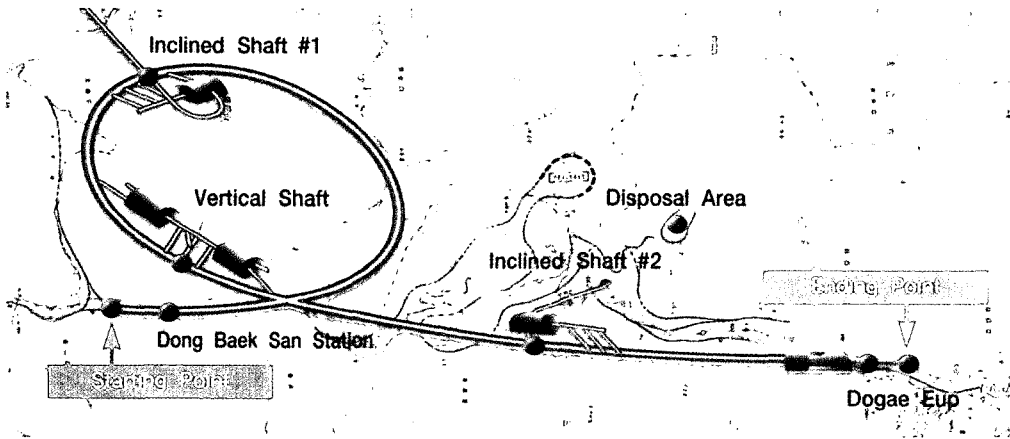 Inclined Shaft #1
Vertical Shaft
Disposal Area
Inclined Shaft #2
Ending Point
Dong Baek San Station
Starting Point
Dogae Eup